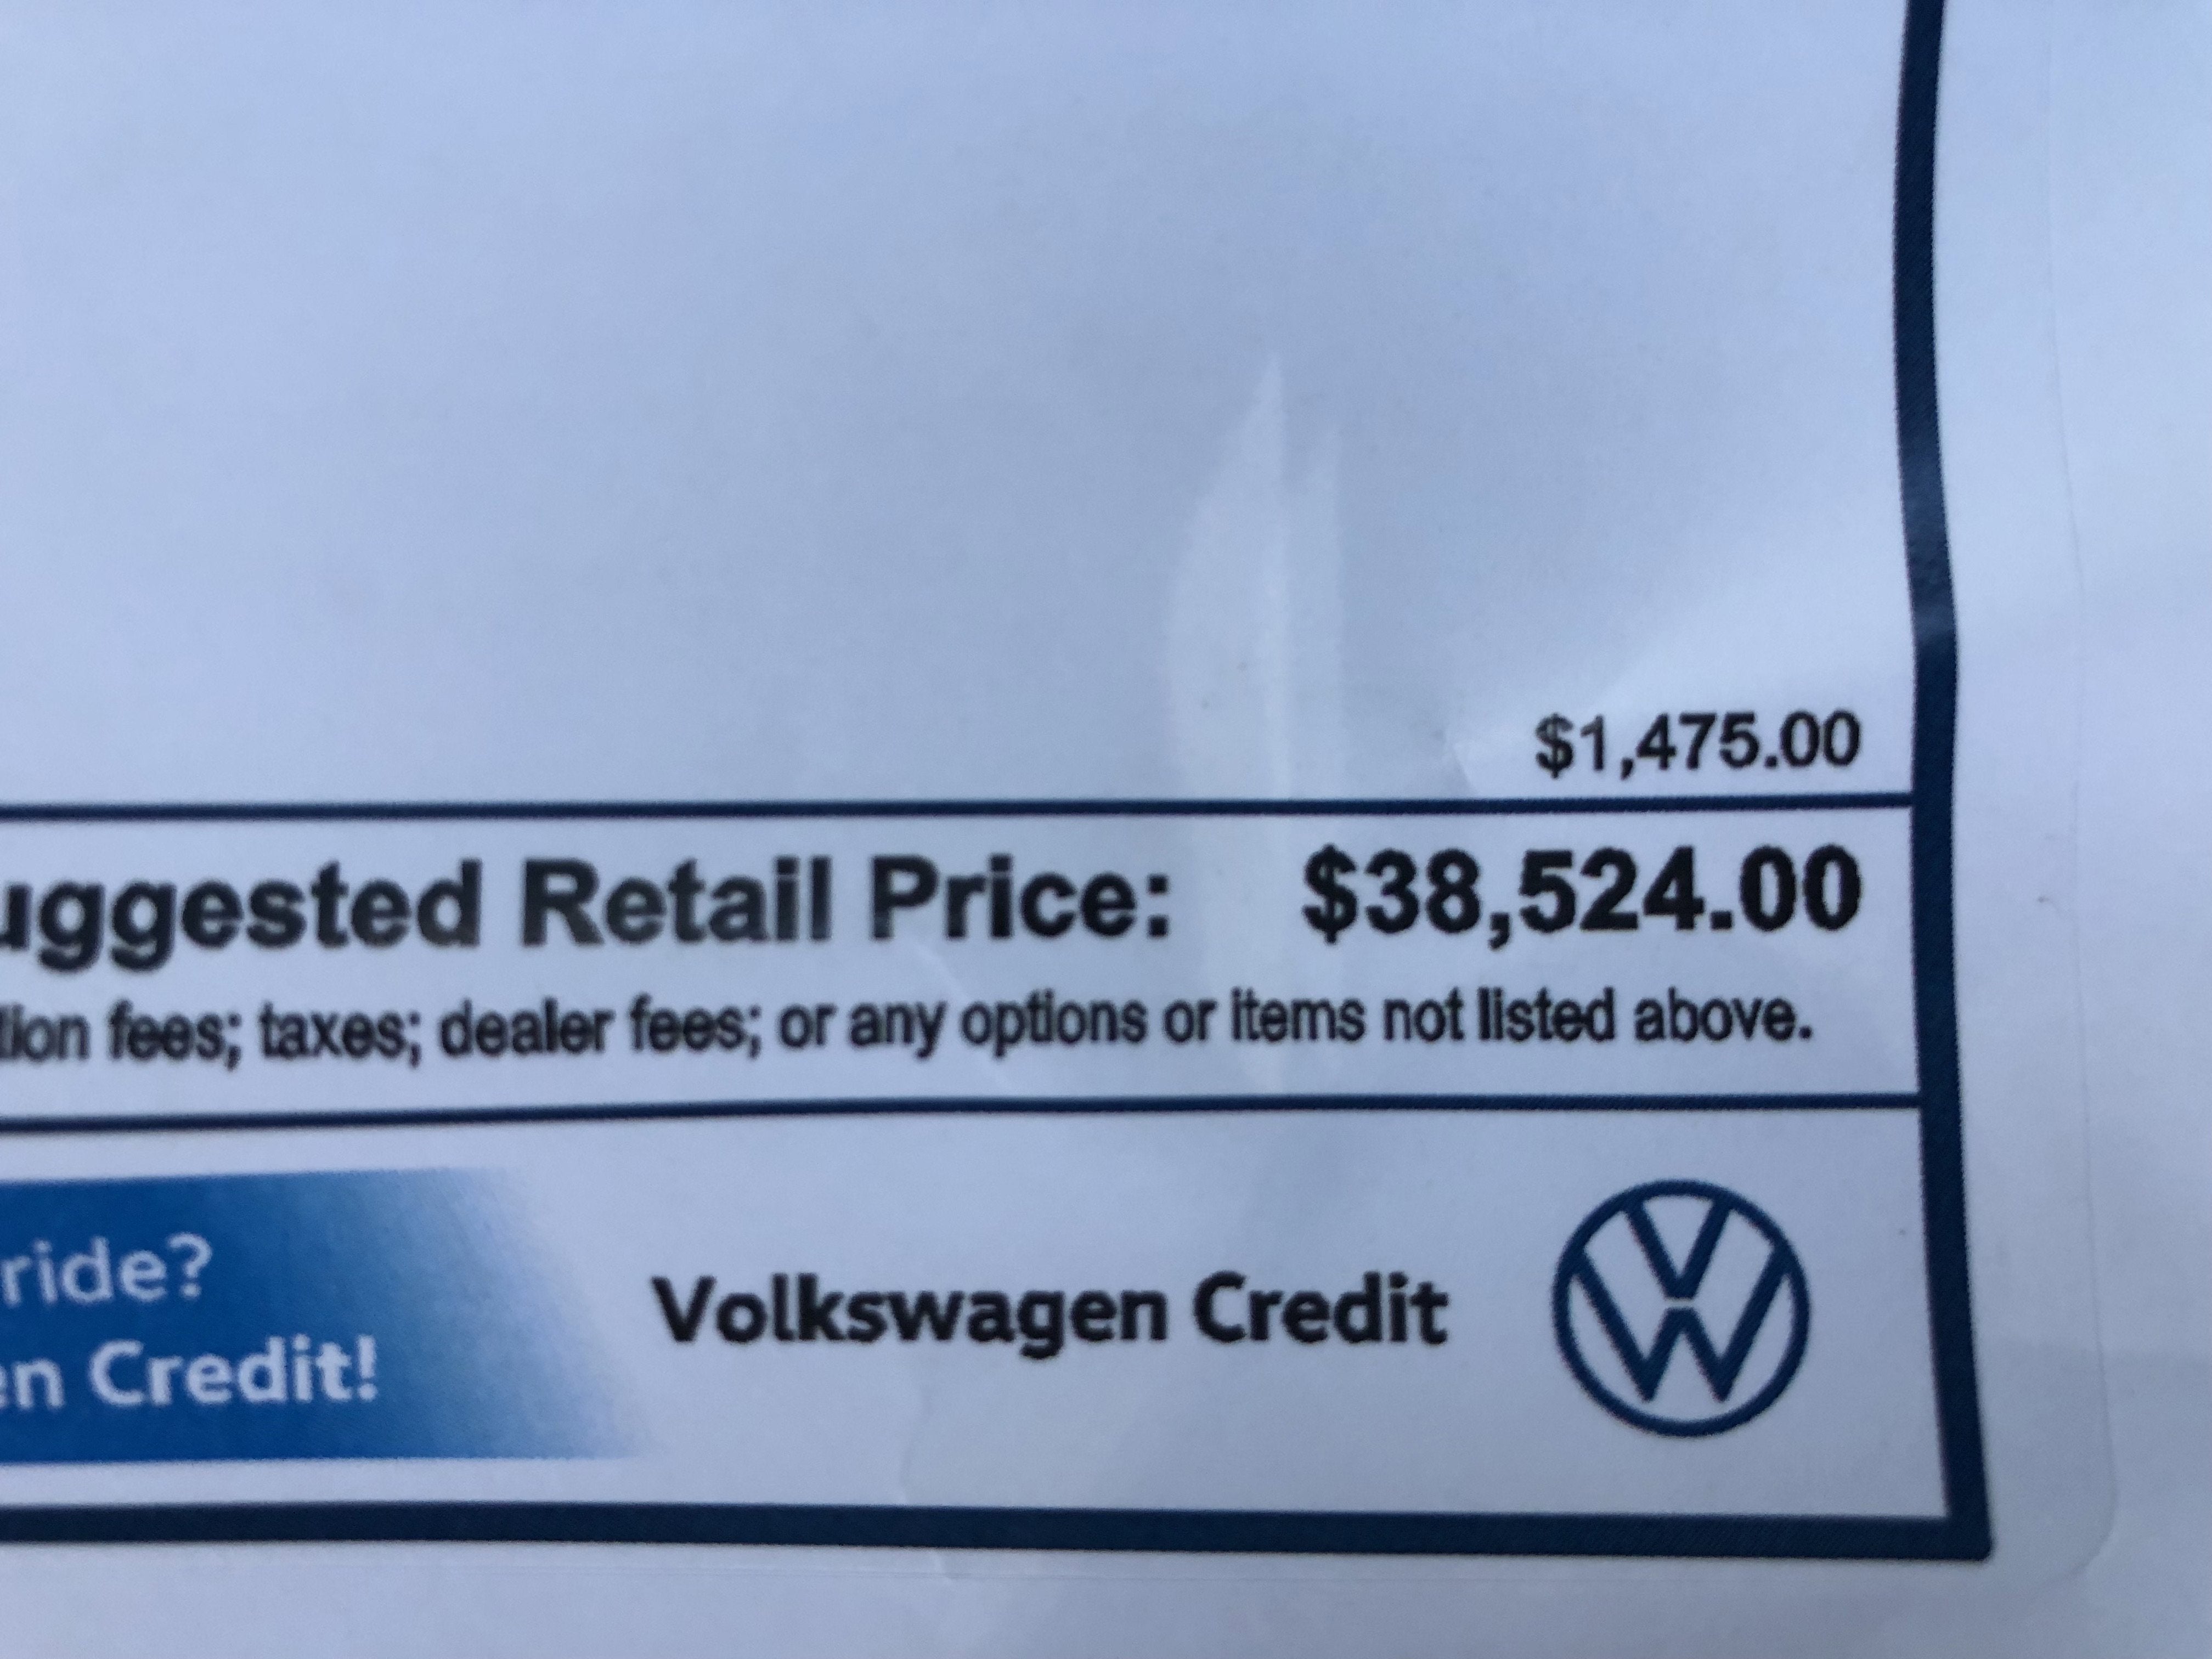 $1,475.00
uggested Retail Price: $38,524.00
tion fees; taxes; dealer fees; or any options or items not listed above.
ride?
en Credit!
Volkswagen Credit